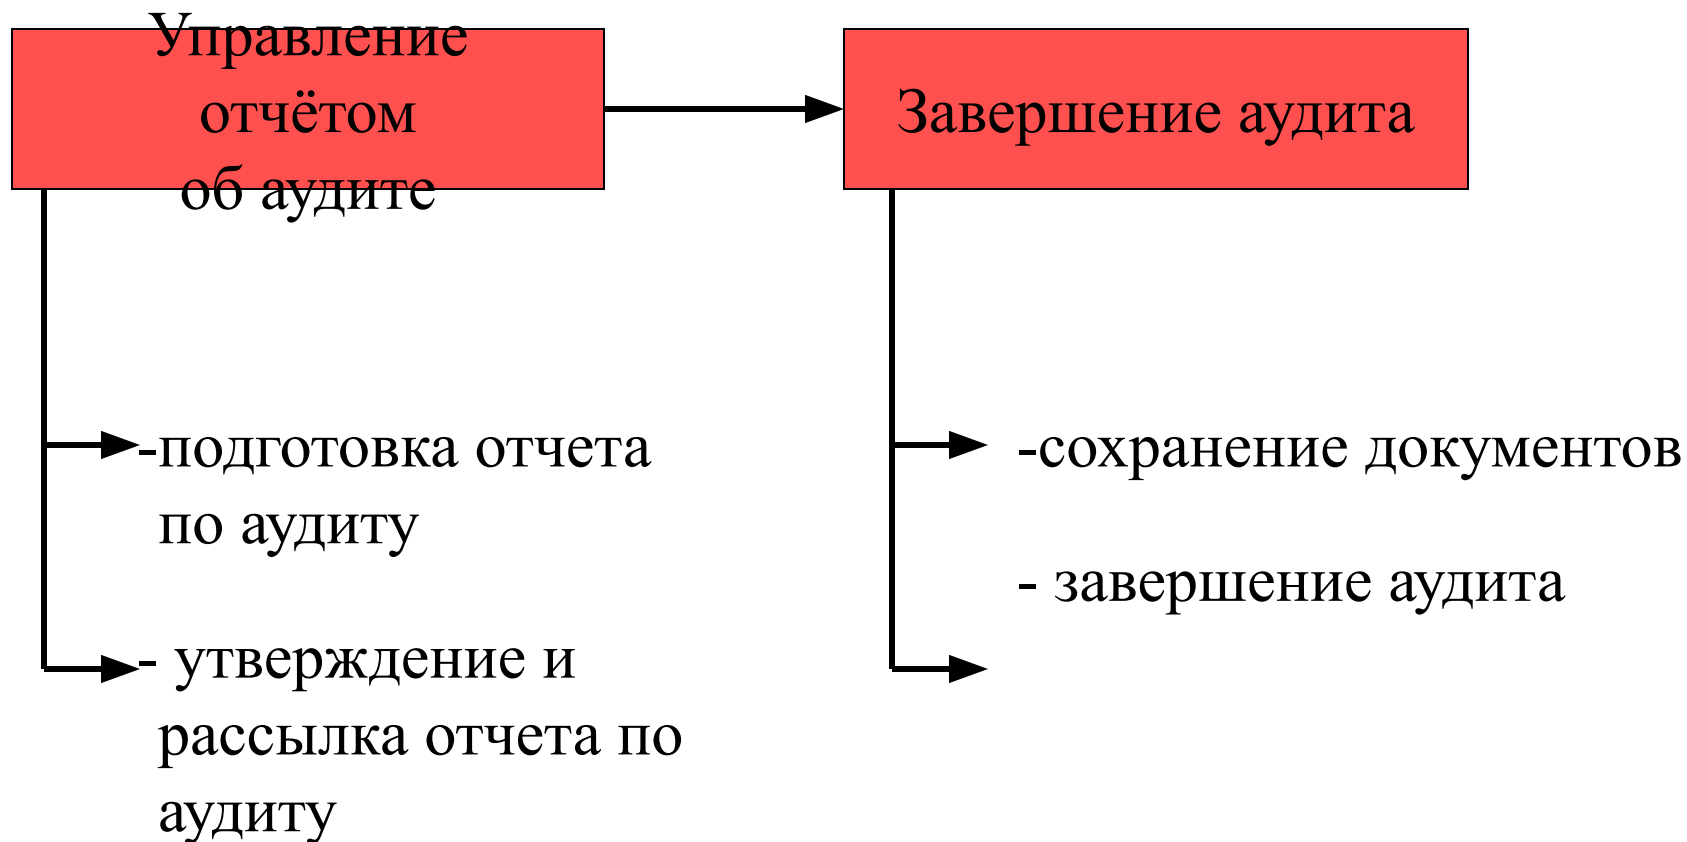 Управление
отчётом
об аудите
Завершение аудита
-подготовка отчета
по аудиту
- утверждение и
рассылка отчета по
аудиту
-сохранение документов
- завершение аудита